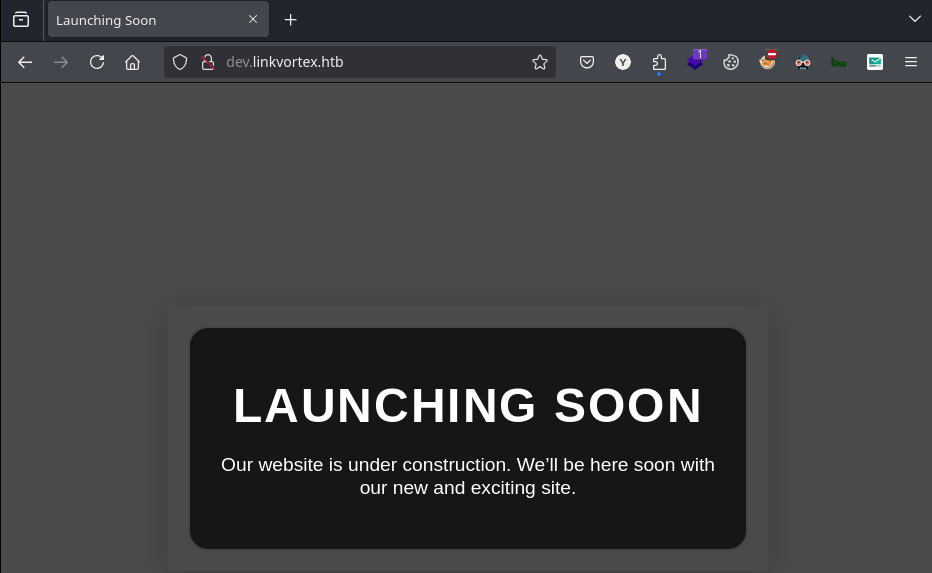 Launching Soon
dev.linkvortex.htb
1
Y
bw
LAUNCHING SOON
Our website is under construction. We’ll be here soon with
our new and exciting site.